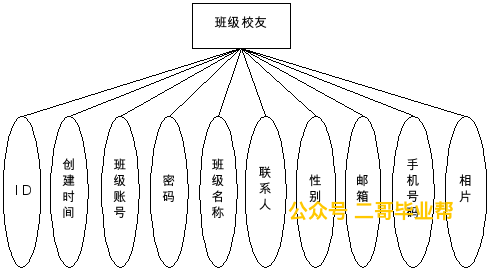 班级校友
ID
创建时间
班级账号
密码
班级名称
联系人
性别
邮箱
手机号码
相片
公众号 二哥毕业帮